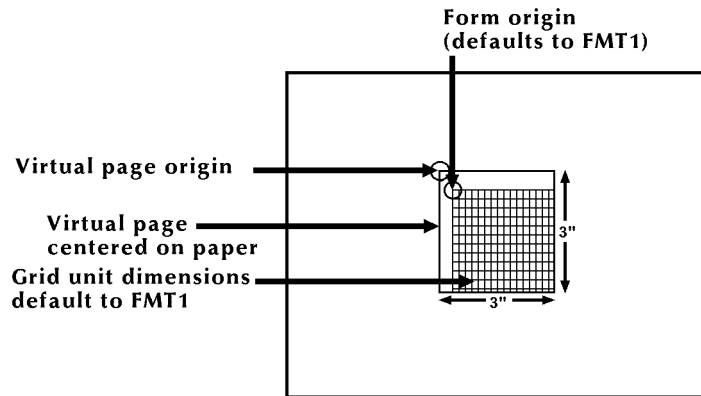 Form origin
(defaults to FMT1)
Virtual page origin
Virtual page
centered on paper
3"
Grid unit dimensions
default to FMT1
3"